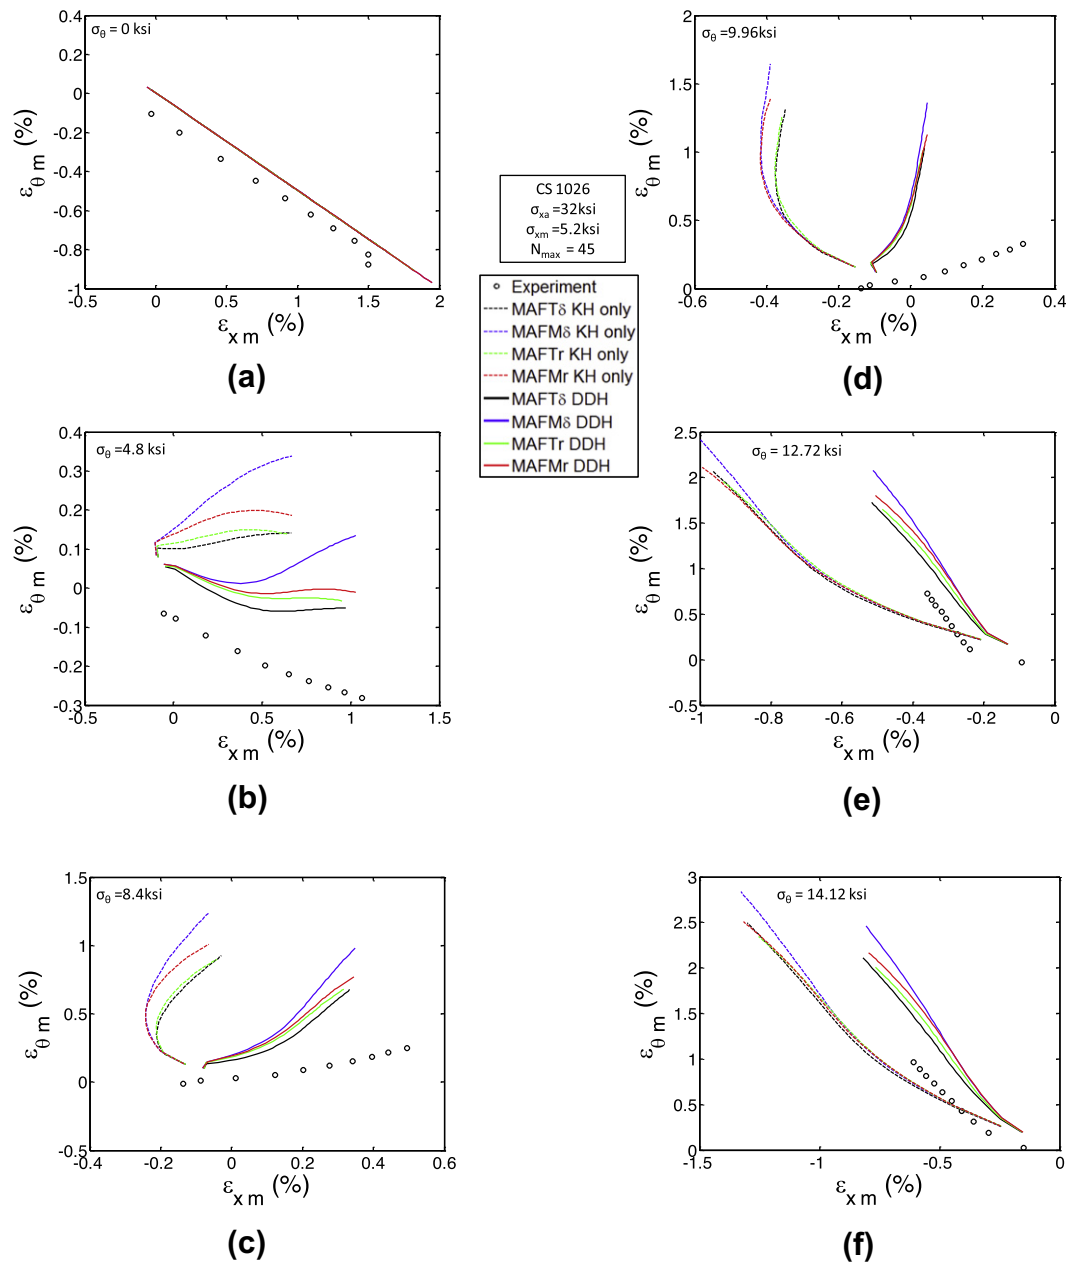 σθ = 0 ksi
0.4
0.2
0
-0.2
-0.4
-0.6
-0.8
-1
-0.5
0
0.5
1
1.5
2
εθ m (%)
εx m (%)
(a)
σθ =9.96ksi
2
1.5
1
0.5
0
-0.6
-0.4
-0.2
0
0.2
0.4
εθ m (%)
εx m (%)
(d)
CS 1026
σxa =32ksi
σxm =5.2ksi
Nmax = 45
Experiment
MAFTδ KH only
MAFMδ KH only
MAFTr KH only
MAFMr KH only
MAFTδ DDH
MAFMδ DDH
MAFTr DDH
MAFMr DDH
σθ =4.8 ksi
0.4
0.3
0.2
0.1
0
-0.1
-0.2
-0.3
-0.5
0
0.5
1
1.5
εθ m (%)
εx m (%)
(b)
σθ = 12.72 ksi
2.5
2
1.5
1
0.5
0
-0.5
-1
-0.8
-0.6
-0.4
-0.2
0
εθ m (%)
εx m (%)
(e)
σθ =8.4ksi
1.5
1
0.5
0
-0.5
-0.4
-0.2
0
0.2
0.4
0.6
εθ m (%)
εx m (%)
(c)
σθ = 14.12 ksi
3
2.5
2
1.5
1
0.5
0
-1.5
-1
-0.5
0
εθ m (%)
εx m (%)
(f)